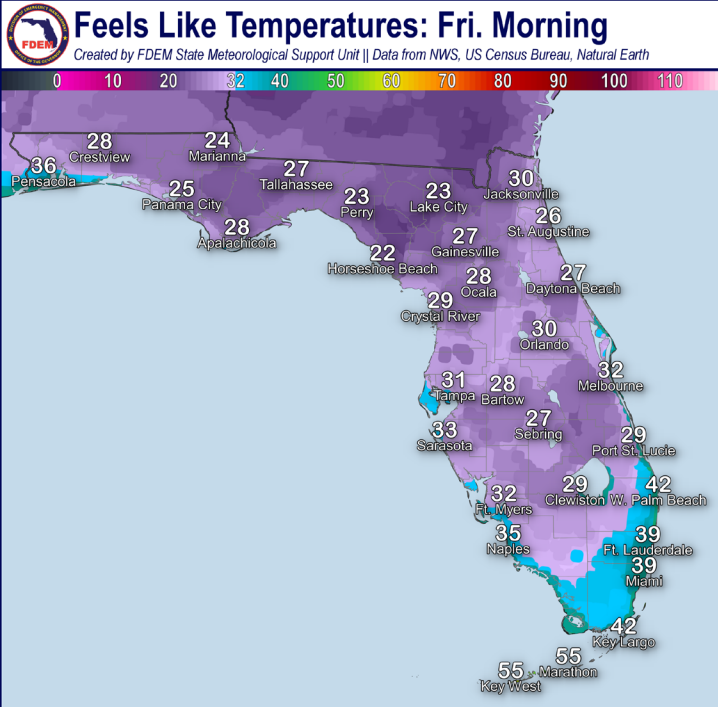 Feels Like Temperatures: Fri. Morning
FDEM
Created by FDEM State Meteorological Support Unit || Data from NWS, US Census Bureau, Natural Earth
0 10 20 32 40 50 60 70 80 90 100 110
28
Crestview
24
Marianna
36
Pensacola
27
Tallahassee
25
Panama City
23
Perry
23
Lake City
30
Jacksonville
28
Apalachicola
26
St. Augustine
27
Gainesville
22
Horseshoe Beach
28
Ocala
27
Daytona Beach
29
Crystal River
30
Orlando
31
Tampa
28
Bartow
32
Melbourne
33
Sarasota
27
Sebring
29
Port St. Lucie
32
Ft. Myers
29
Clewiston
42
W. Palm Beach
35
Naples
39
Ft. Lauderdale
39
Miami
42
Key Largo
55
Marathon
55
Key West